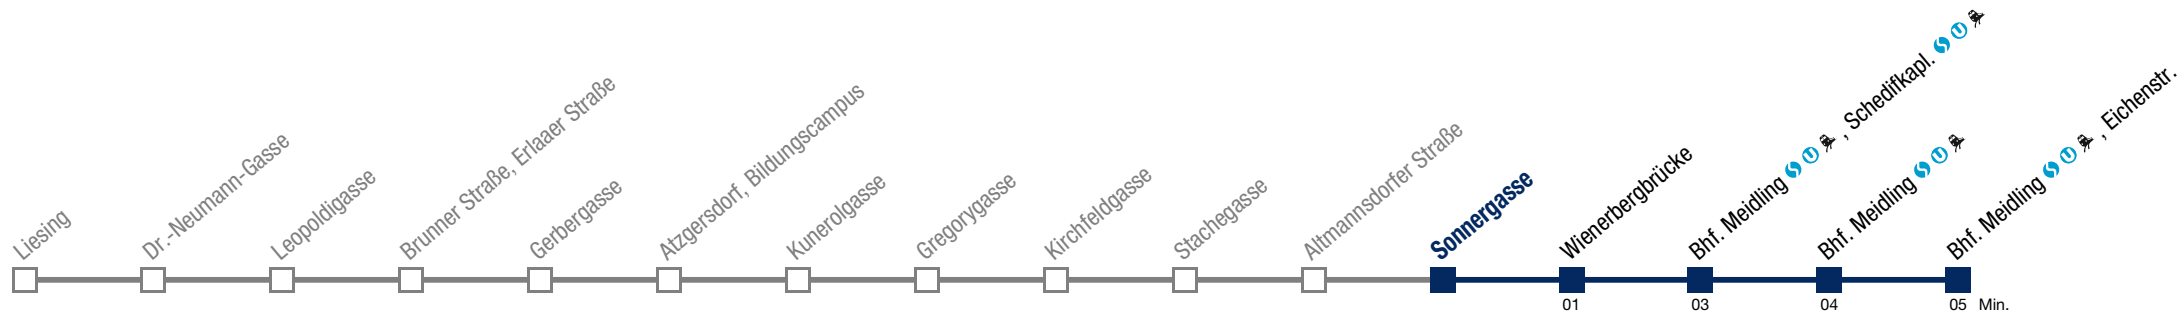 Liesing
Dr.-Neumann-Gasse
Leopoldigasse
Brunner Straße, Erlaaer Straße
Gerbergasse
Atzgersdorf, Bildungscampus
Kunerolgasse
Gregorygasse
Kirchfeldgasse
Stachegasse
Altmannsdorfer Straße
Sonnergasse
Wienerbergbrücke
Bhf. Meidling S U , Schedifkapl. S U
Bhf. Meidling S U
Bhf. Meidling S U , Eichenstr.
01 03 04 05 Min.